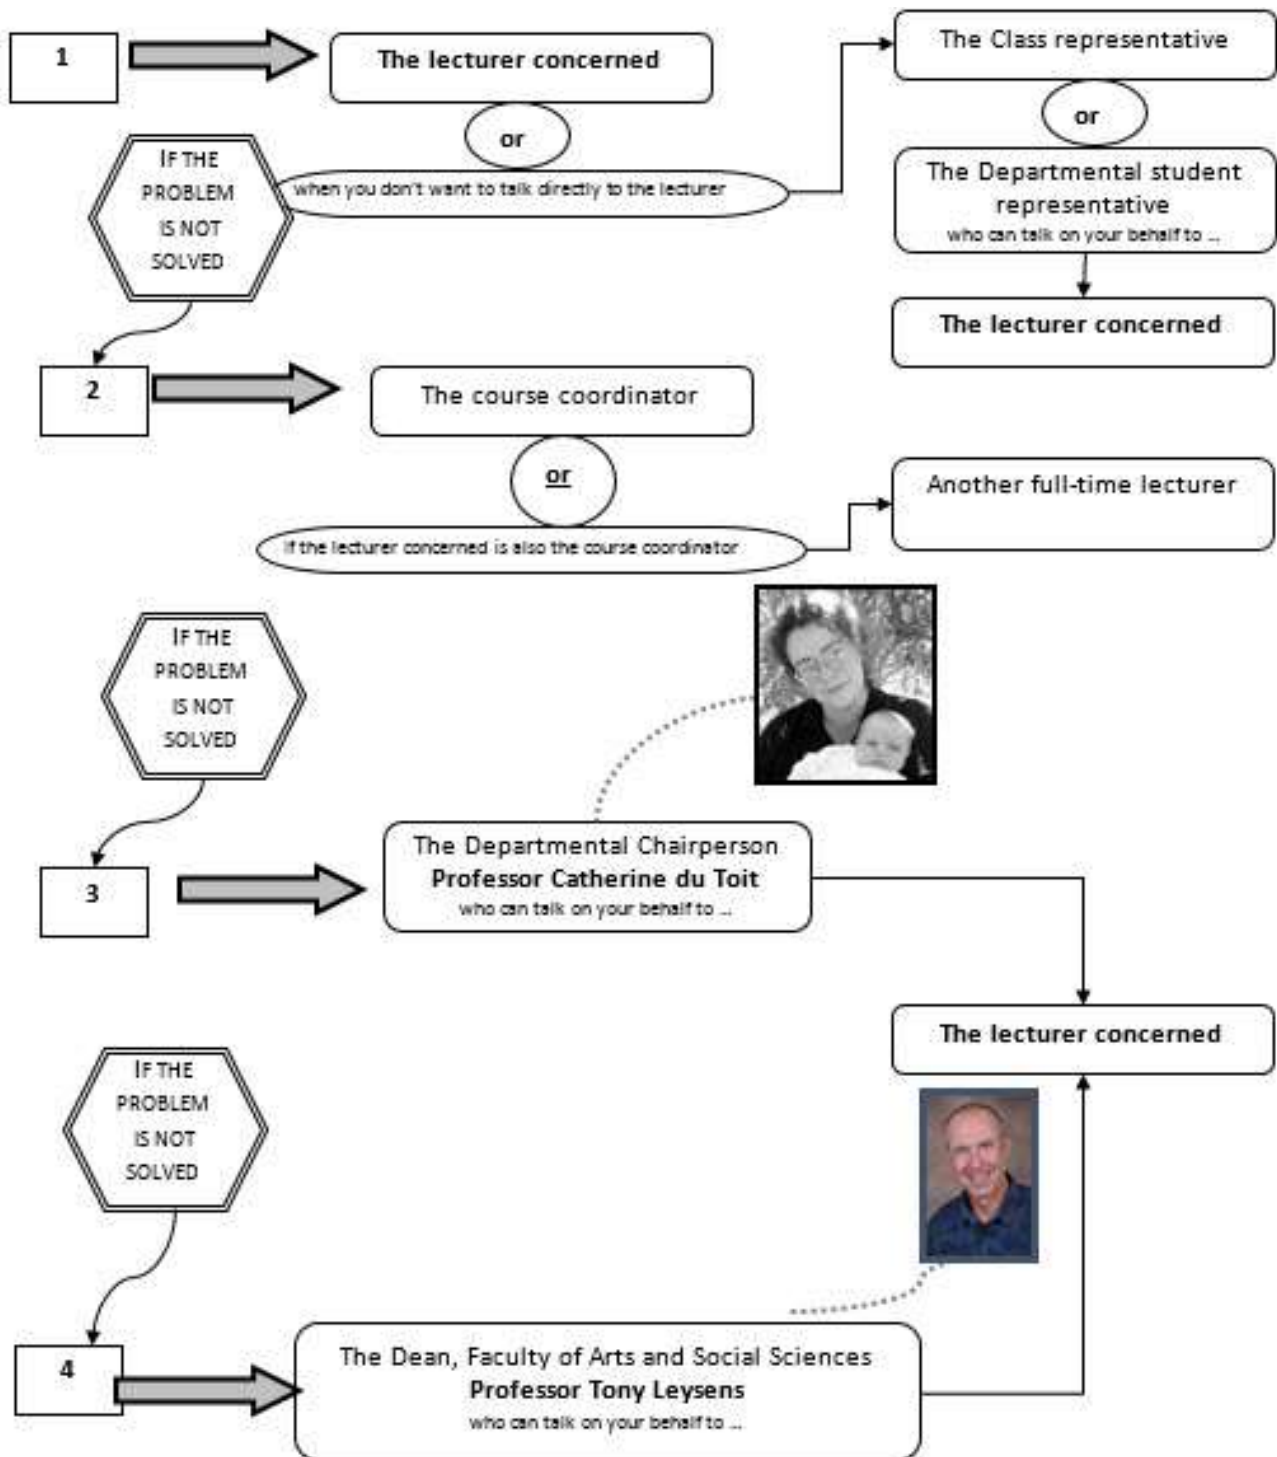 1
The lecturer concerned
or
when you don't want to talk directly to the lecturer
The Class representative
or
The Departmental student
representative
who can talk on your behalf to ...
The lecturer concerned
IF THE
PROBLEM
IS NOT
SOLVED
2
The course coordinator
or
If the lecturer concerned is also the course coordinator
Another full-time lecturer
IF THE
PROBLEM
IS NOT
SOLVED
3
The Departmental Chairperson
Professor Catherine du Toit
who can talk on your behalf to ...
The lecturer concerned
IF THE
PROBLEM
IS NOT
SOLVED
4
The Dean, Faculty of Arts and Social Sciences
Professor Tony Leysens
who can talk on your behalf to ...